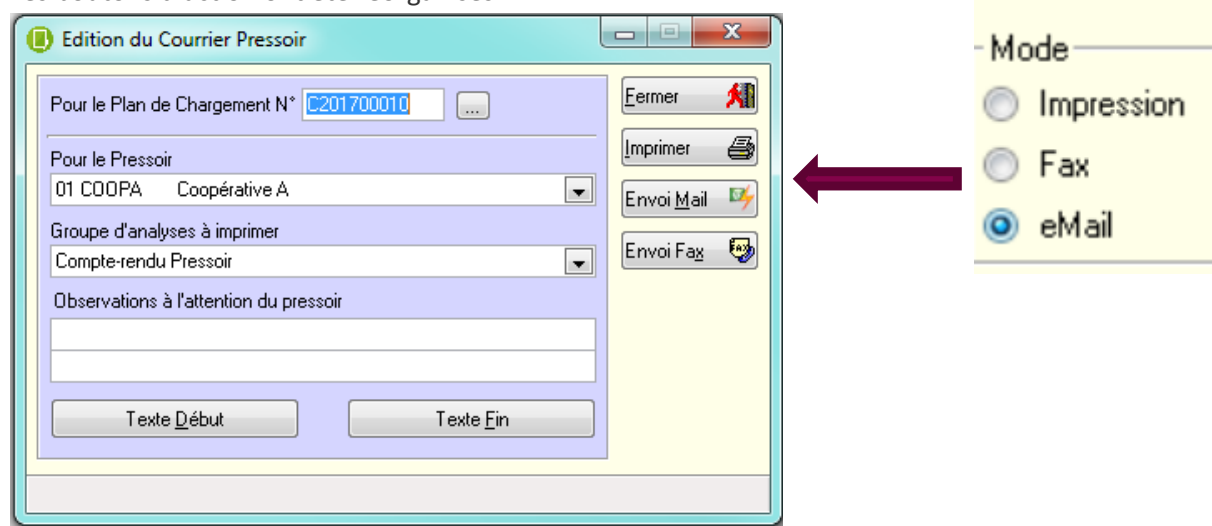 Edition du Courrier Pressoir
Pour le Plan de Chargement N° C201700010 ...
Pour le Pressoir
01 COOPA Coopérative A
Groupe d'analyses à imprimer
Compte-rendu Pressoir
Observations à l'attention du pressoir
Texte Début Texte Fin
Fermer
Imprimer
Envoi Mail
Envoi Fax
Mode
Impression
Fax
eMail